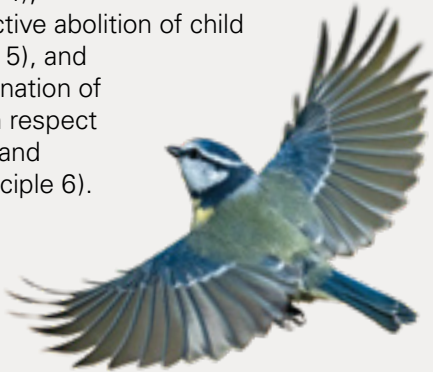 ctive abolition of child
5), and
nation of
respect
and
ciple 6).